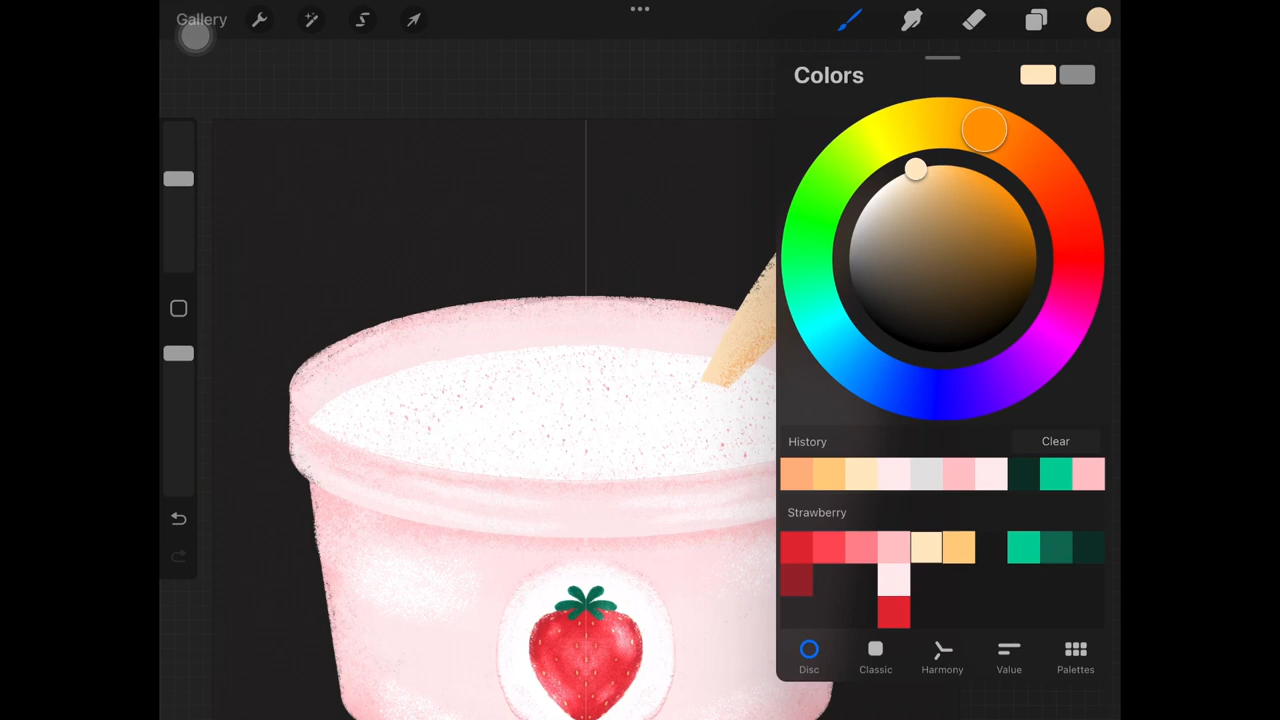 Gallery
Colors
History
Clear
Strawberry
Disc
Classic
Harmony
Value
Palettes